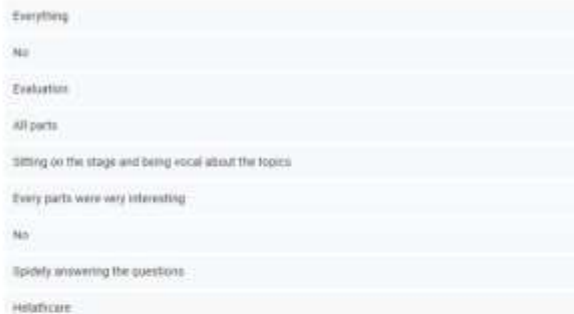 Everything
No
Evaluation
All parts
Sitting on the stage and being vocal about the topics
Every parts were very interesting
No
Spidely answering the questions
Helathcare